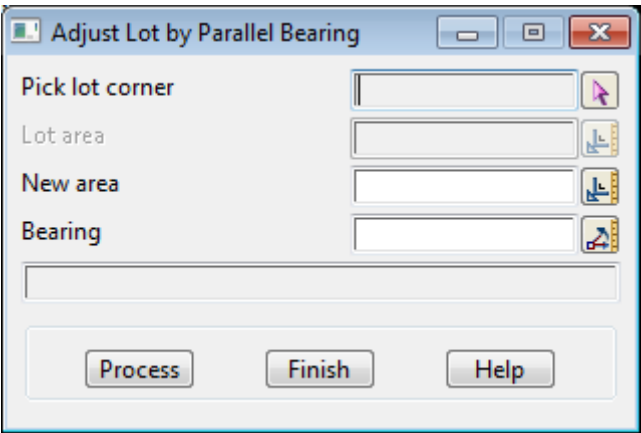 Adjust Lot by Parallel Bearing
Pick lot corner
Lot area
New area
Bearing
Process Finish Help